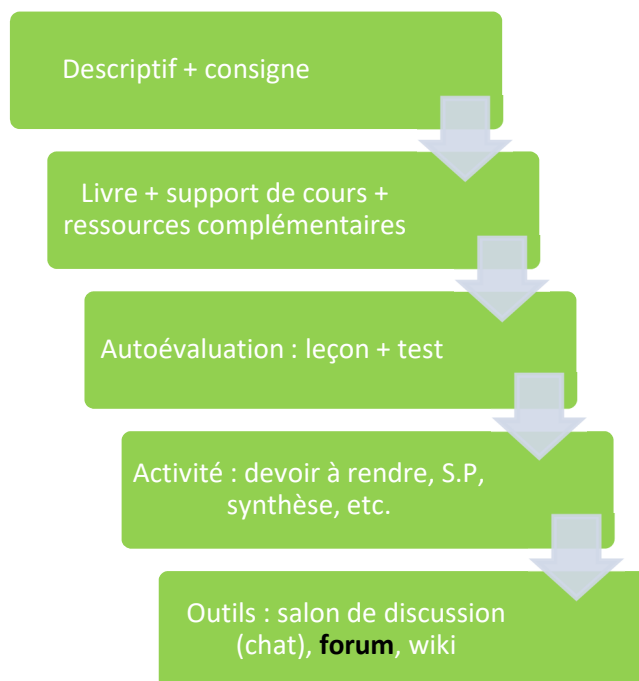 Descriptif + consigne
Livre + support de cours +
ressources complémentaires
Autoévaluation : leçon + test
Activité : devoir à rendre, S.P,
synthèse, etc.
Outils : salon de discussion
(chat), forum, wiki